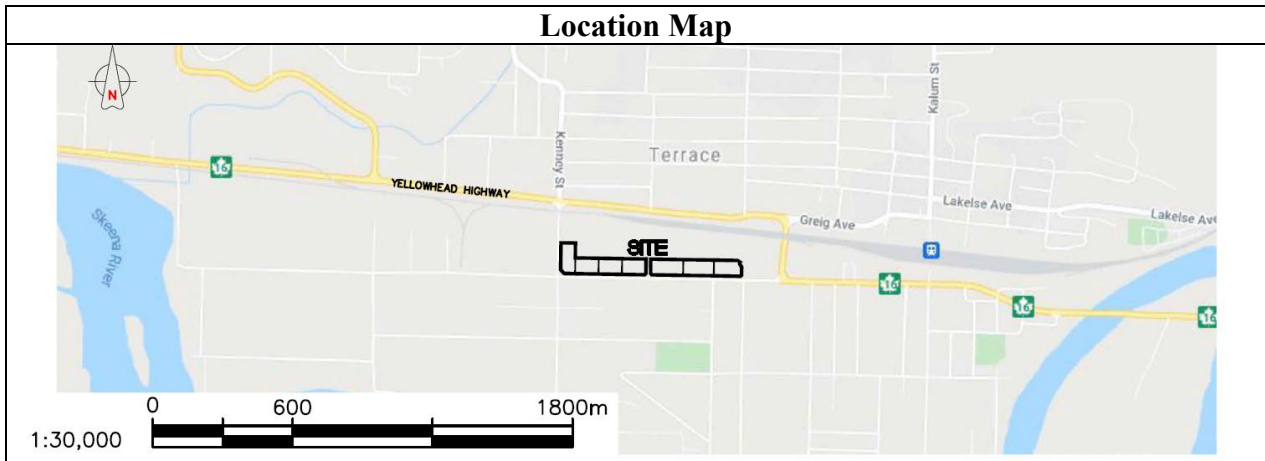 Location Map
N
Kalum St
Kenney St
Terrace
16
YELLOWHEAD HIGHWAY
Lakelse Ave
Lakelse Ave
Greig Ave
Skeena River
SITE
16
16
16
0 600 1800m
1:30,000